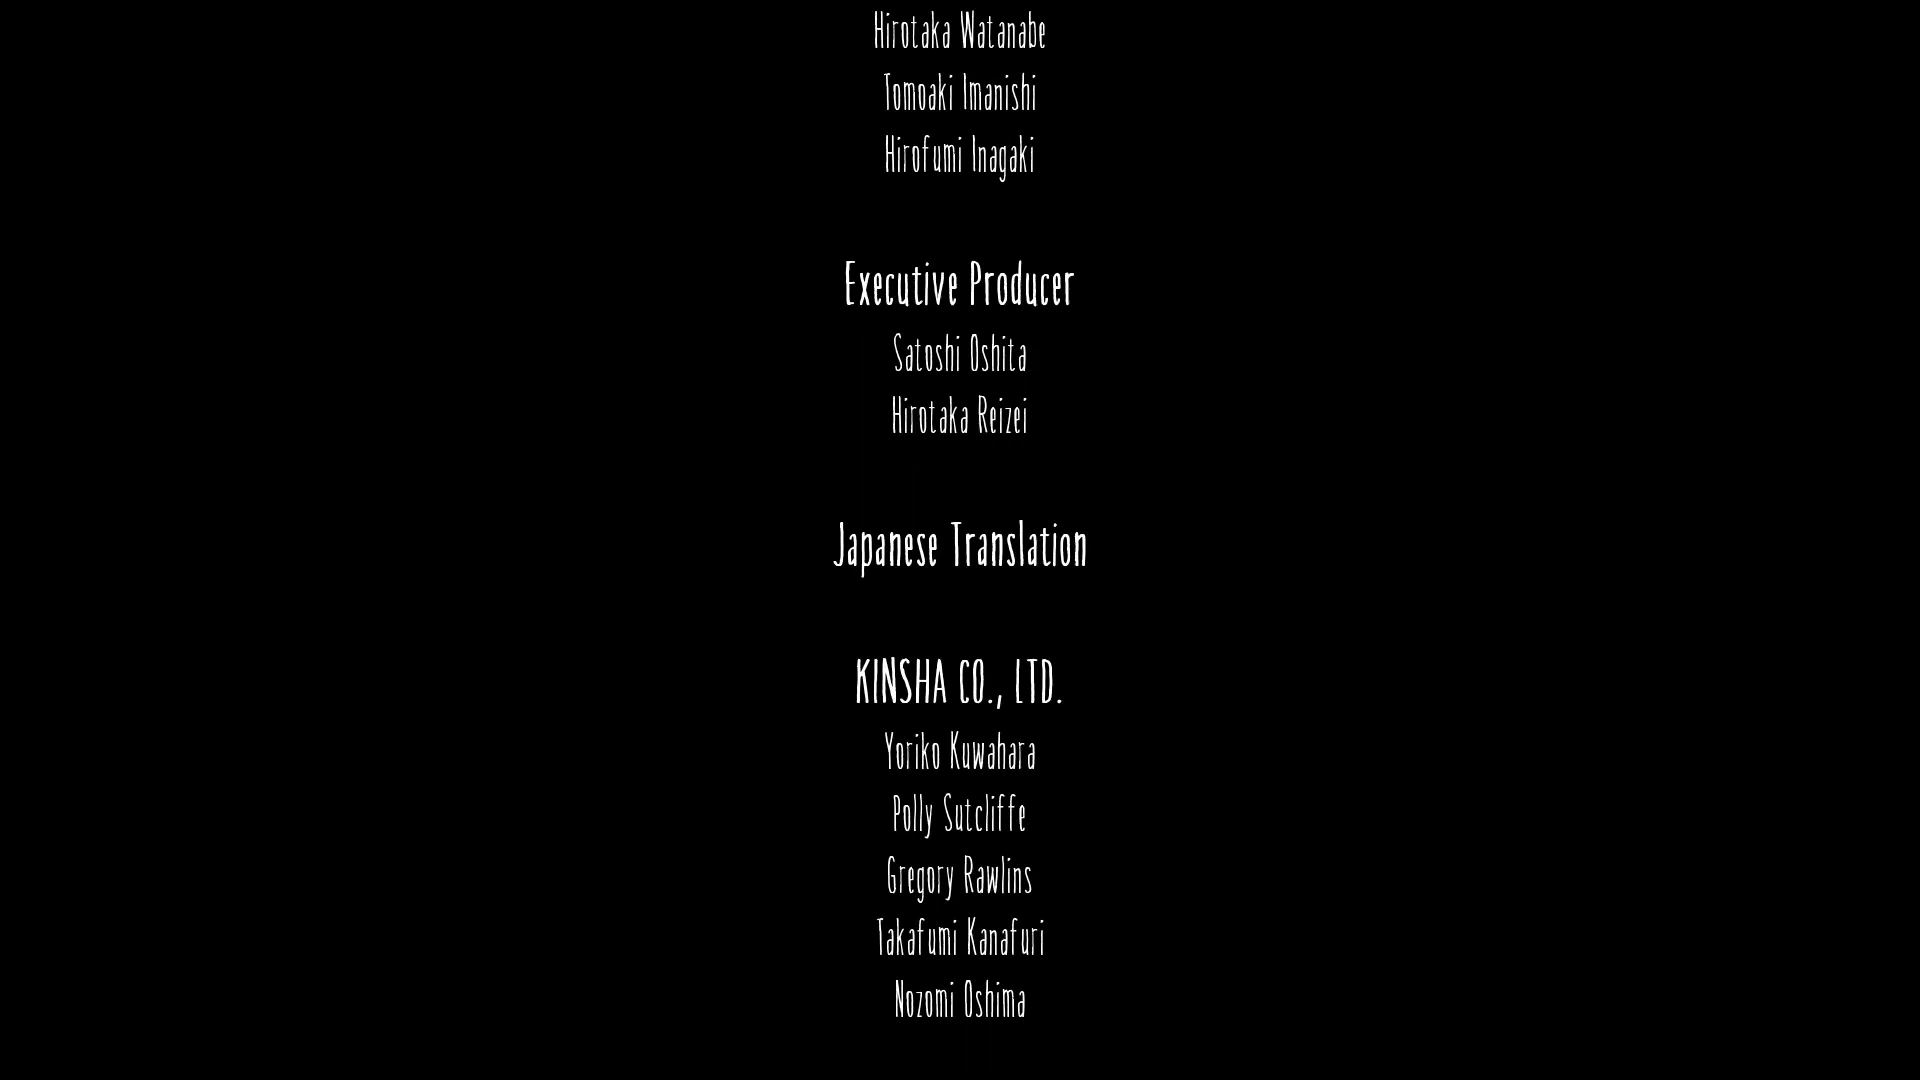 Hirotaka Watanabe
Tomoaki Imanishi
Hirofumi Inagaki
Executive Producer
Satoshi Oshita
Hirotaka Reizei
Japanese Translation
KINSHA CO., LTD.
Yoriko Kuwahara
Polly Sutcliffe
Gregory Rawlins
Takafumi Kanafuri
Nozomi Oshima